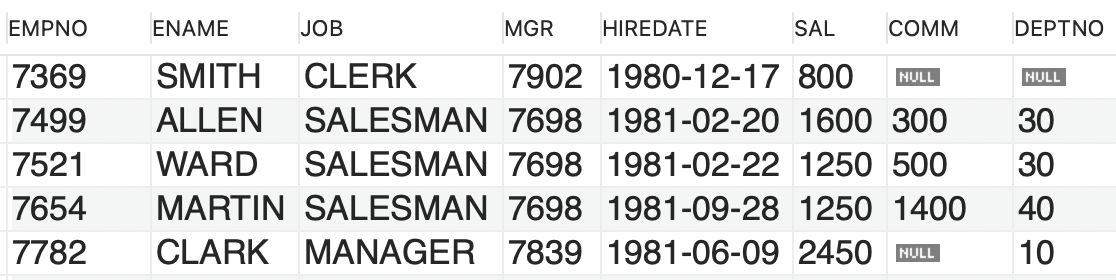 EMPNO ENAME JOB MGR HIREDATE SAL COMM DEPTNO
7369 SMITH CLERK 7902 1980-12-17 800 NULL NULL
7499 ALLEN SALESMAN 7698 1981-02-20 1600 300 30
7521 WARD SALESMAN 7698 1981-02-22 1250 500 30
7654 MARTIN SALESMAN 7698 1981-09-28 1250 1400 40
7782 CLARK MANAGER 7839 1981-06-09 2450 NULL 10